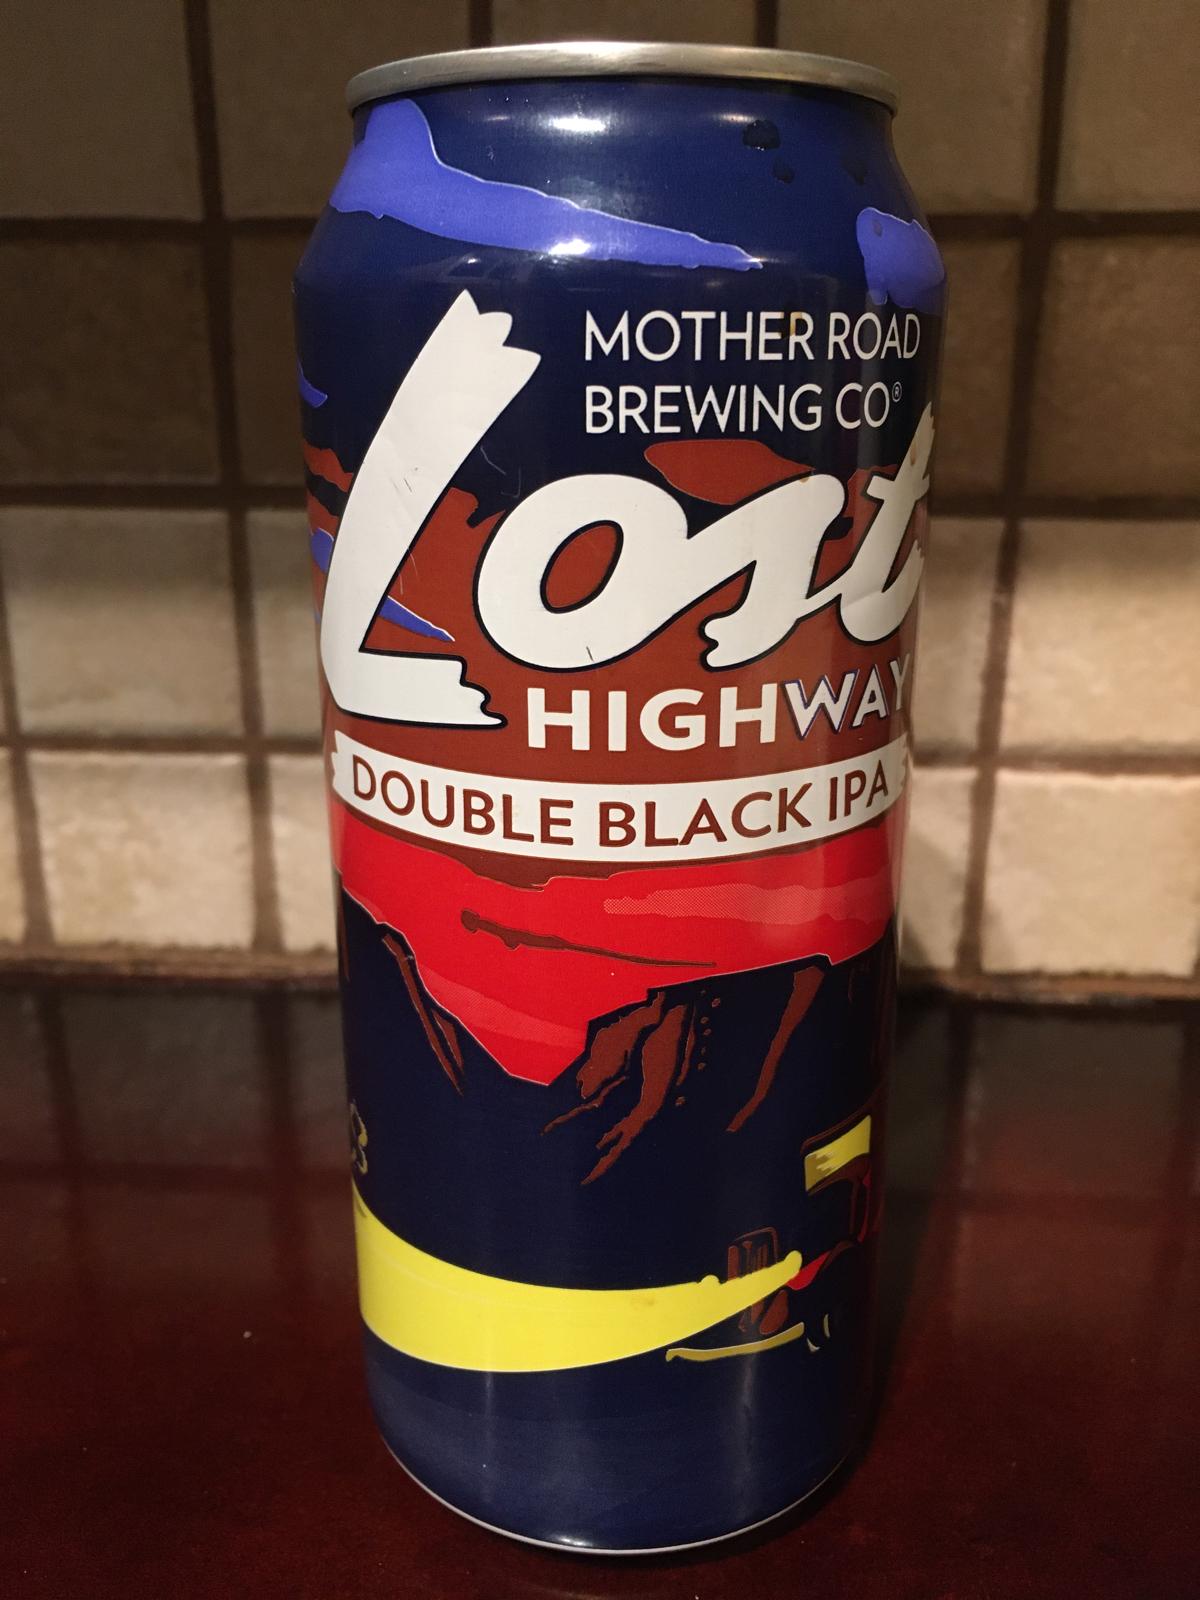 MOTHER ROAD
BREWING CO®
Lost
HIGHWAY
DOUBLE BLACK IPA